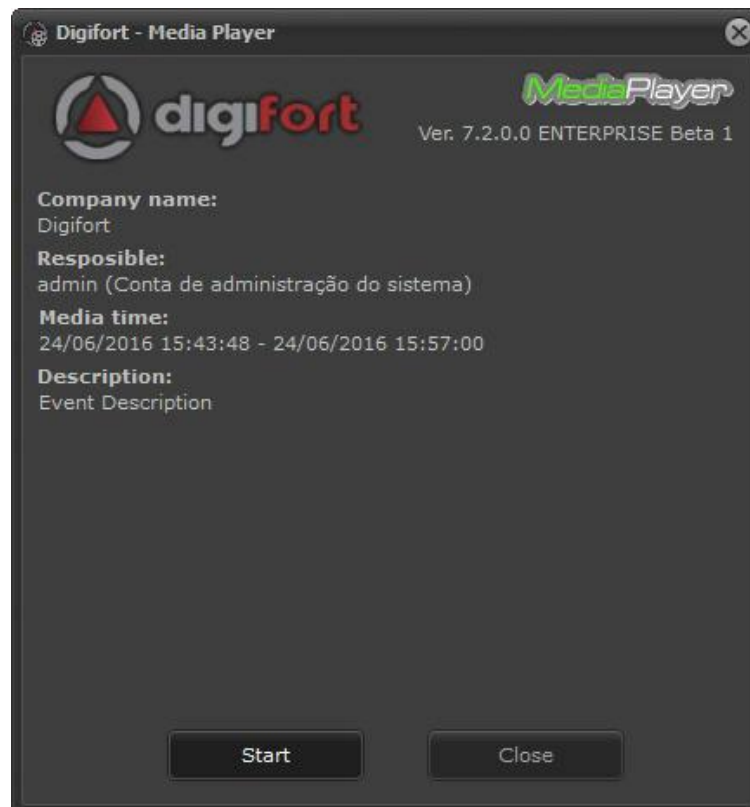 Digifort - Media Player
digifort
MediaPlayer
Ver. 7.2.0.0 ENTERPRISE Beta 1
Company name:
Digifort
Resposible:
admin (Conta de administração do sistema)
Media time:
24/06/2016 15:43:48 - 24/06/2016 15:57:00
Description:
Event Description
Start
Close